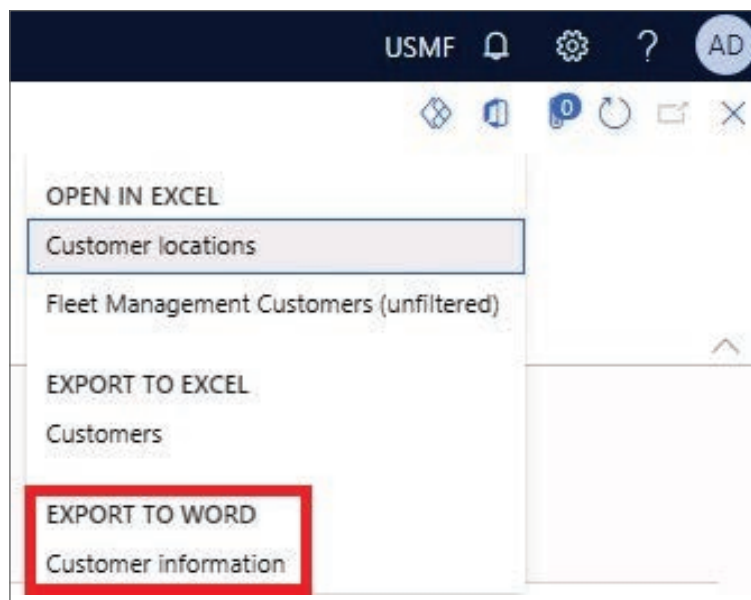 USMF ? AD
0
OPEN IN EXCEL
Customer locations
Fleet Management Customers (unfiltered)
EXPORT TO EXCEL
Customers
EXPORT TO WORD
Customer information